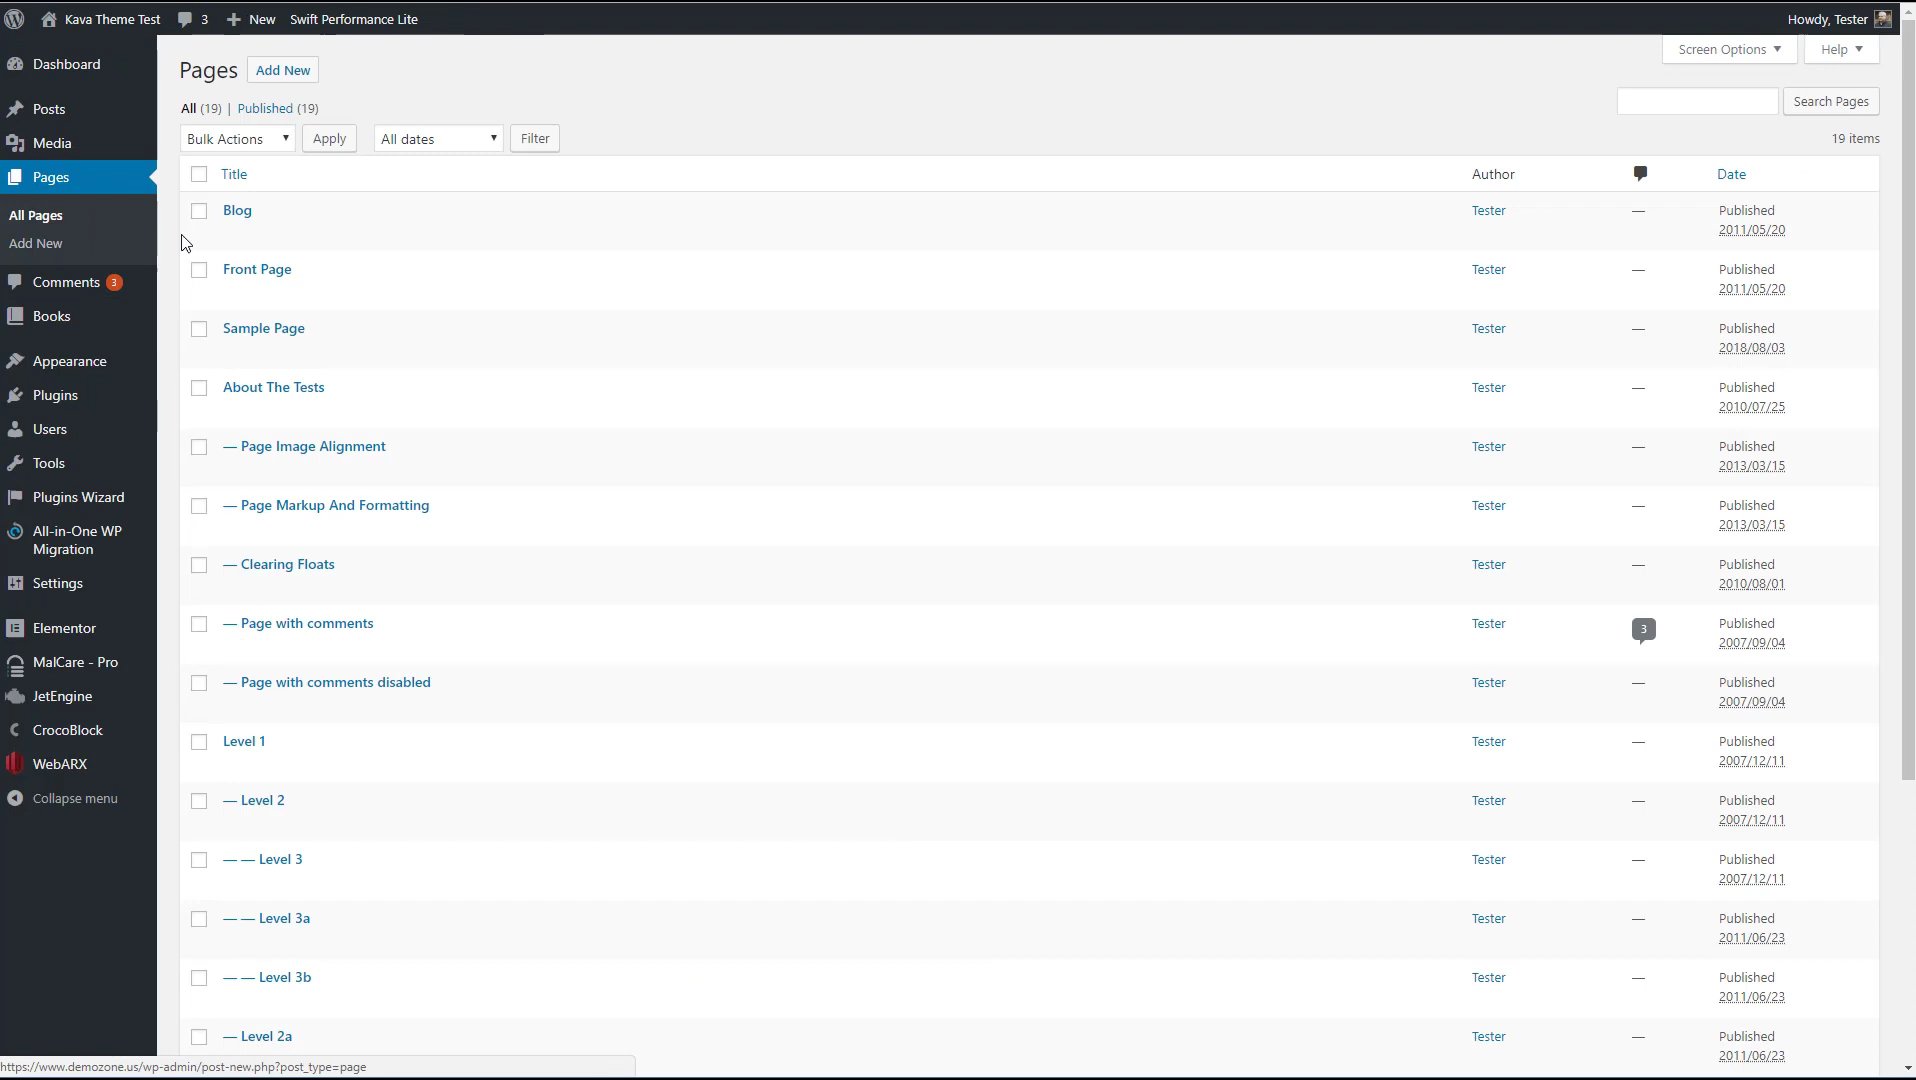 Kava Theme Test 3 New Swift Performance Lite Howdy, Tester
Screen Options Help
Dashboard
Posts
Media
Pages
All Pages
Add New
Comments 3
Books
Appearance
Plugins
Users
Tools
Plugins Wizard
All-in-One WP
Migration
Settings
Elementor
MalCare - Pro
JetEngine
CrocoBlock
WebARX
Collapse menu
Pages Add New
All (19) | Published (19)
Search Pages
Bulk Actions Apply All dates Filter 19 items
Title Author Date
Blog Tester — Published
2011/05/20
Front Page Tester — Published
2011/05/20
Sample Page Tester — Published
2018/08/03
About The Tests Tester — Published
2010/07/25
— Page Image Alignment Tester — Published
2013/03/15
— Page Markup And Formatting Tester — Published
2013/03/15
— Clearing Floats Tester — Published
2010/08/01
— Page with comments Tester 3 Published
2007/09/04
— Page with comments disabled Tester — Published
2007/09/04
Level 1 Tester — Published
2007/12/11
— Level 2 Tester — Published
2007/12/11
— — Level 3 Tester — Published
2007/12/11
— — Level 3a Tester — Published
2011/06/23
— — Level 3b Tester — Published
2011/06/23
— Level 2a Tester — Published
2011/06/23
https://www.demozone.us/wp-admin/post-new.php?post_type=page